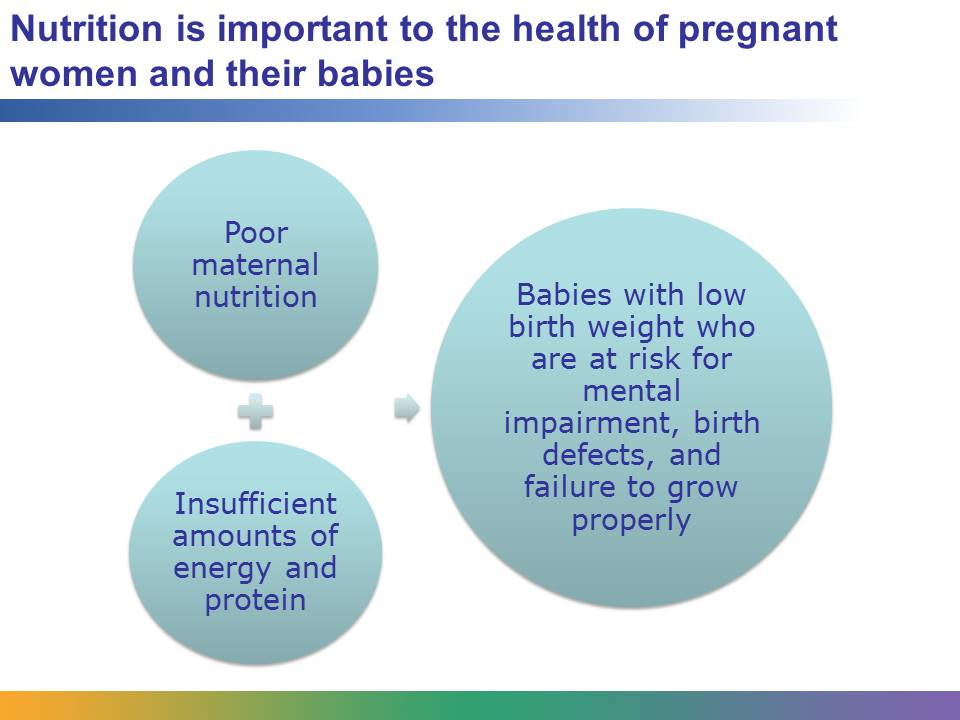 Nutrition is important to the health of pregnant
women and their babies
Poor
maternal
nutrition
Insufficient
amounts of
energy and
protein
Babies with low
birth weight who
are at risk for
mental
impairment, birth
defects, and
failure to grow
properly